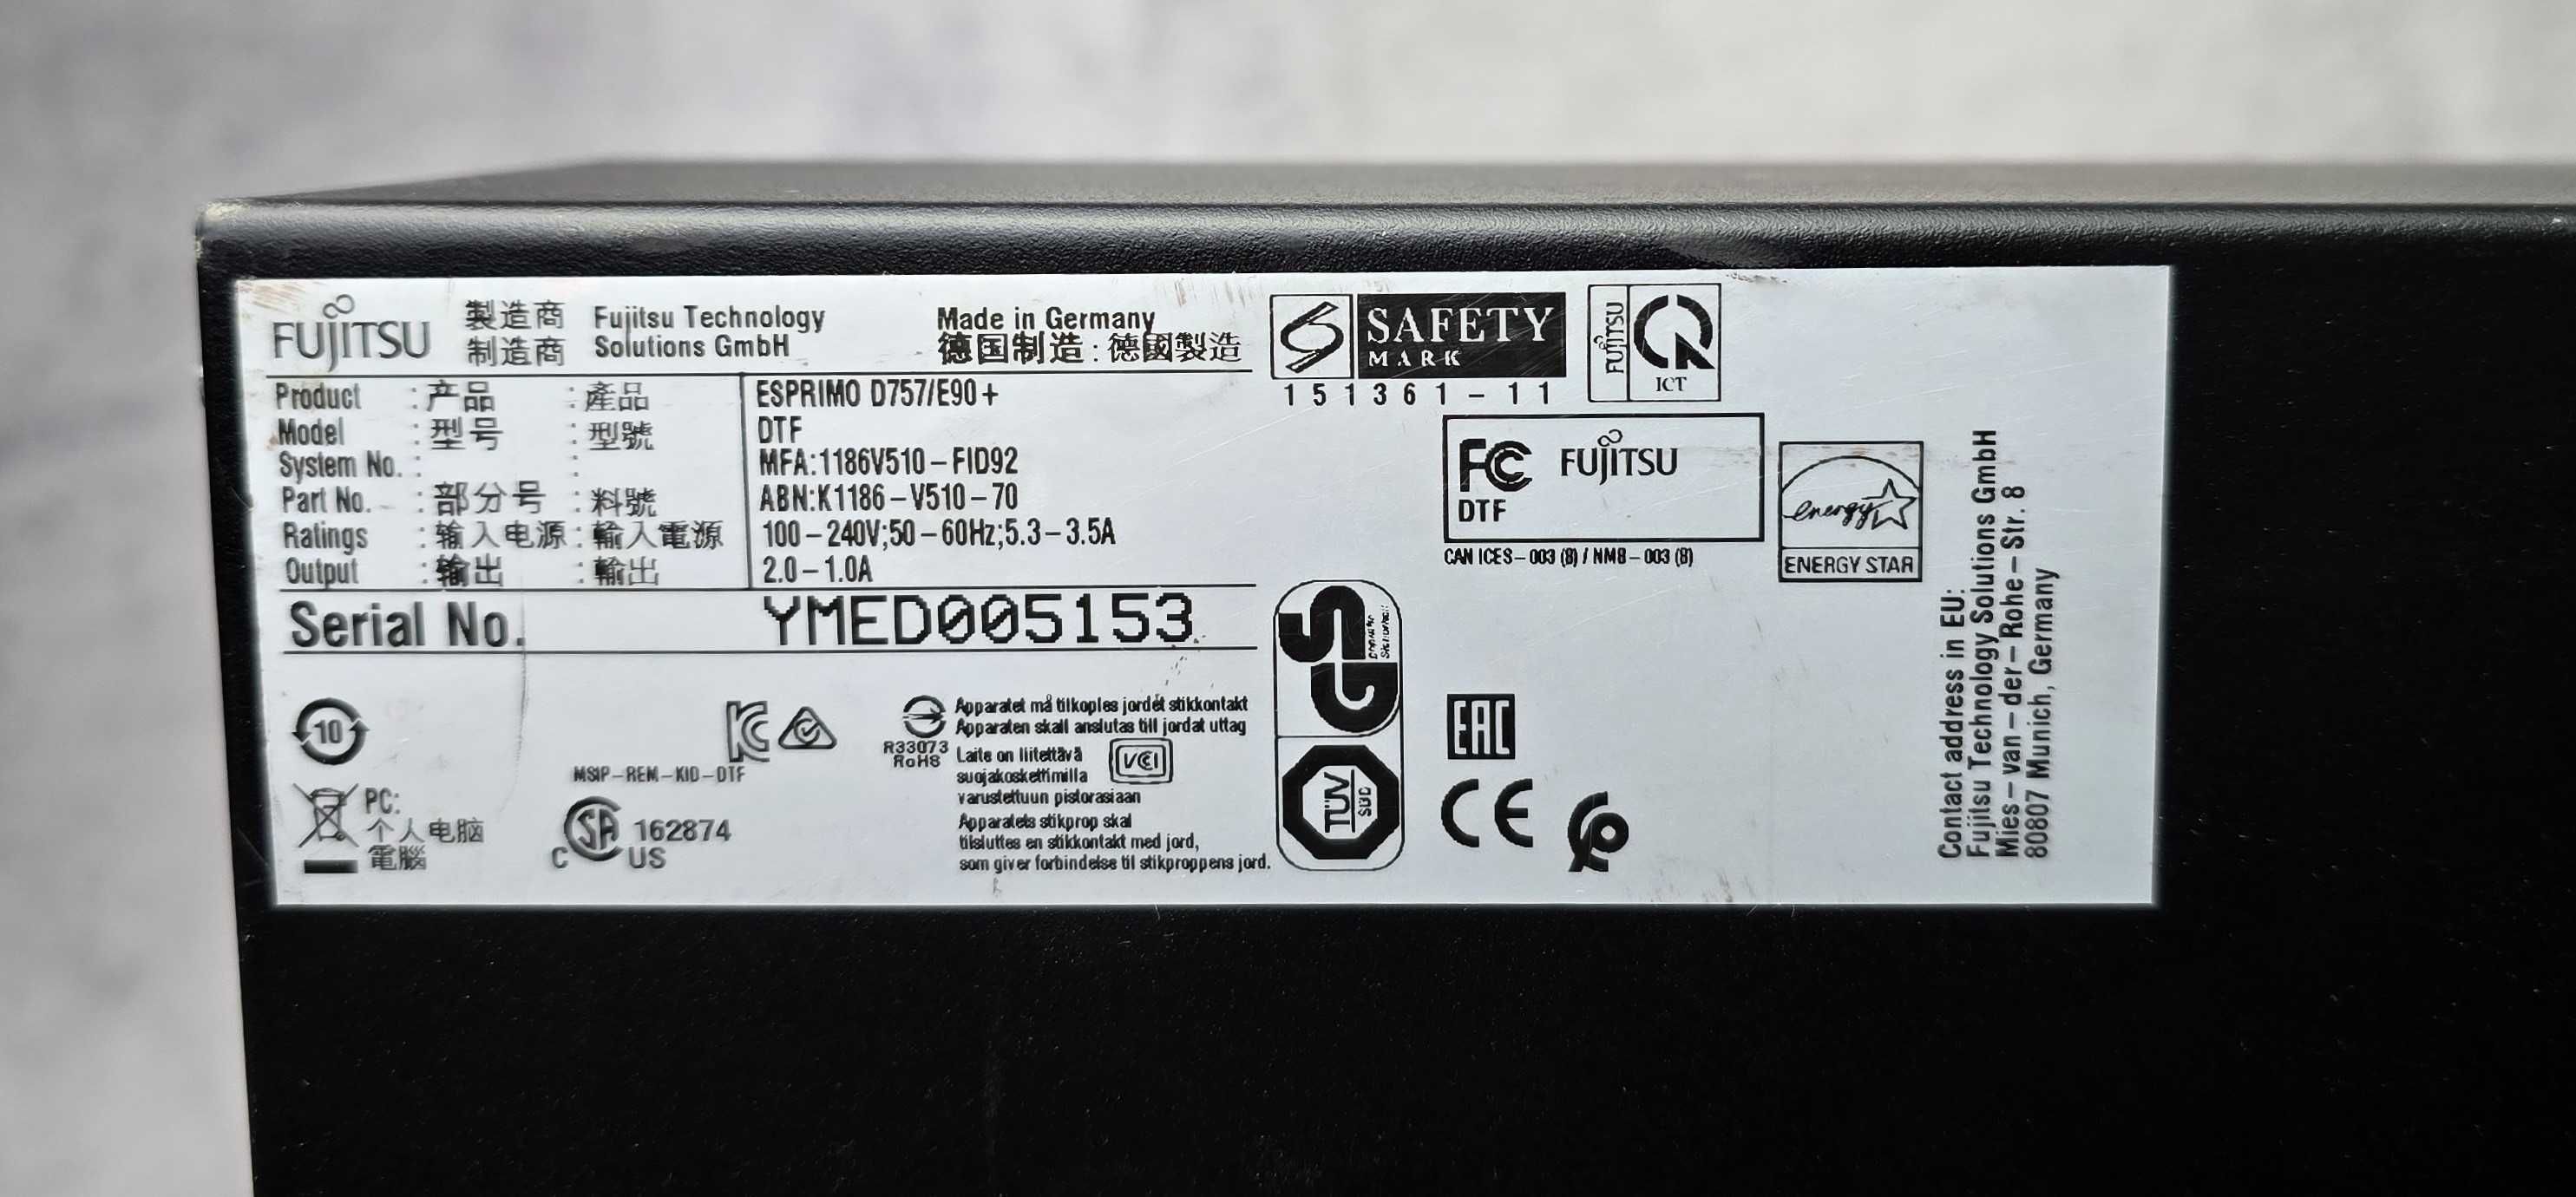 FUJITSU
製造商
制造商
Fujitsu Technology
Solutions GmbH
Made in Germany
德国制造:德國製造
Product :产品 :產品 ESPRIMO D757/E90+
Model :型号 :型號 DTF
System No. : : MFA:1186V510-FID92
Part No. :部分号 :料號 ABN:K1186-V510-70
Ratings :输入电源:輸入電源 100-240V;50-60Hz;5.3-3.5A
Output :输出 :輸出 2.0-1.0A
Serial No. YMED005153
10
PC:
个人电脑
電腦
KC
MSIP-REM-KID-DTF
C SA US 162874
R33073
RoHS
Apparatet må tilkoples jordet stikkontakt
Apparaten skall anslutas till jordat uttag
Laite on liitettävä
suojakoskettimilla
varustettuun pistorasiaan
Apparatets stikprop skal
tilsluttes en stikkontakt med jord,
som giver forbindelse til stikproppens jord.
VCI
SAFETY
MARK
151361-11
FUJITSU
ICT
FC FUJITSU
DTF
CAN ICES-003 (B) / NMB-003 (B)
energy
ENERGY STAR
GS
TÜV
SÜD
EAC
CE
Contact address in EU:
Fujitsu Technology Solutions GmbH
Mies-van-der-Rohe-Str. 8
80807 Munich, Germany